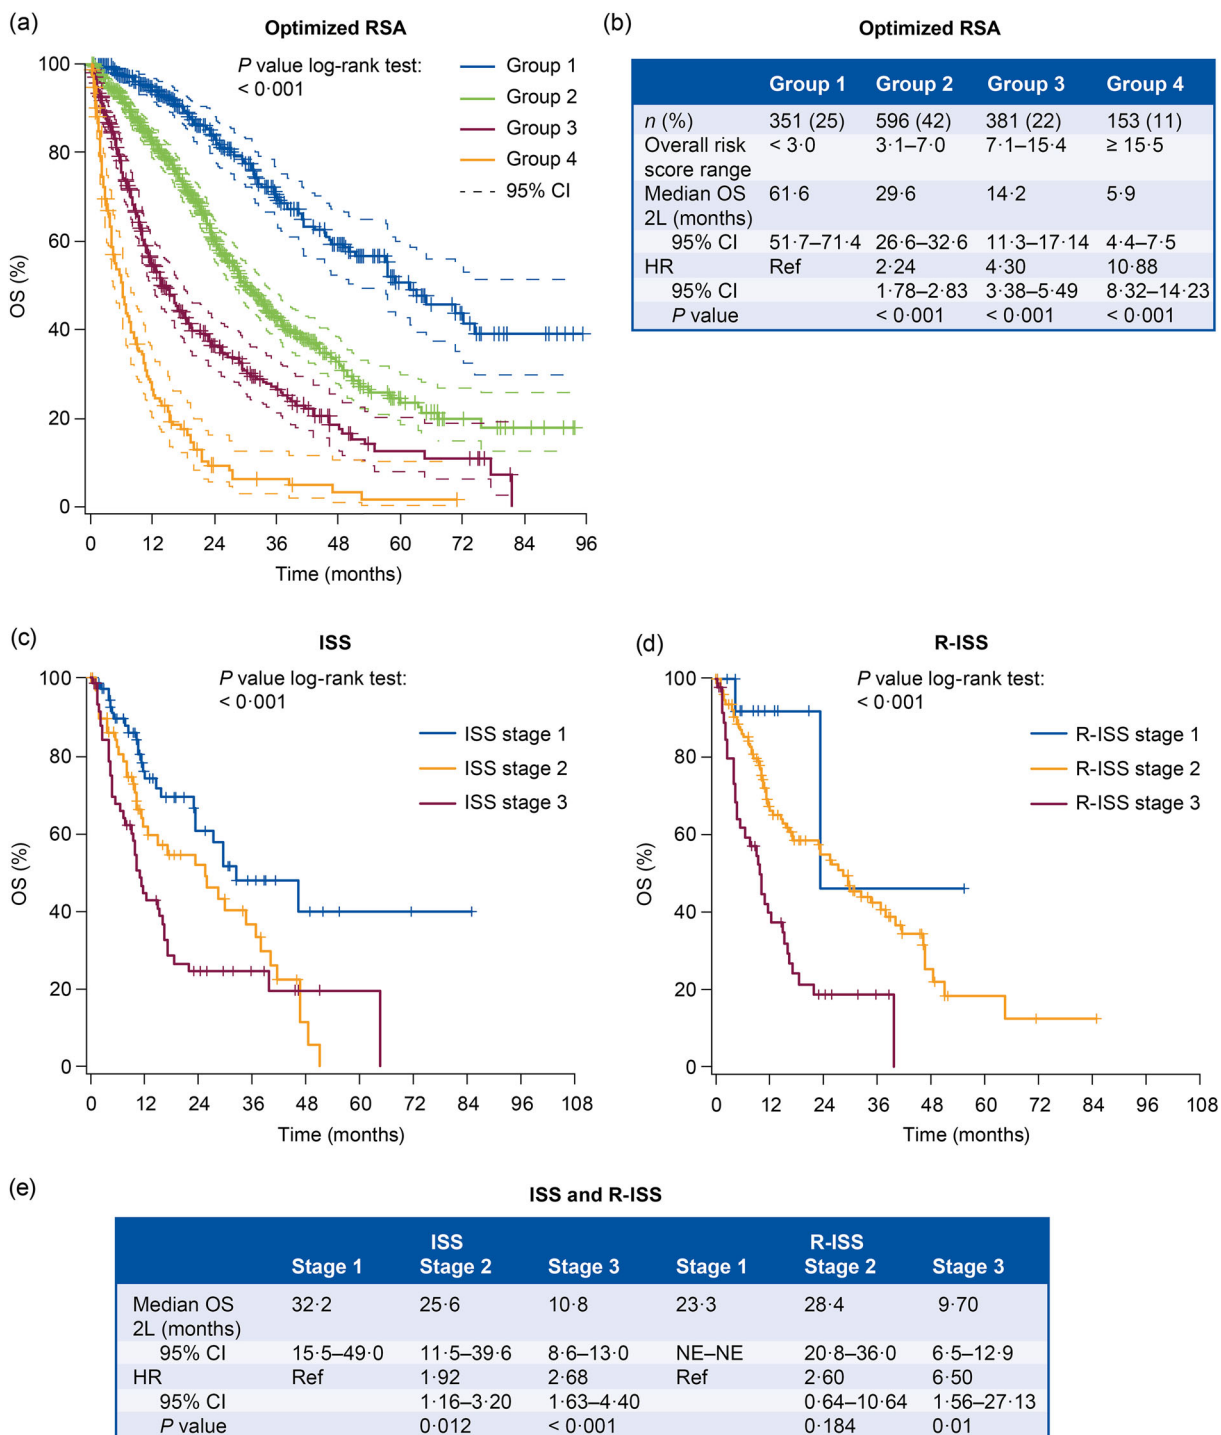 (a)
Optimized RSA
P value log-rank test:
< 0·001
Group 1
Group 2
Group 3
Group 4
95% CI
OS (%)
100
80
60
40
20
0
0 12 24 36 48 60 72 84 96
Time (months)
(b)
Optimized RSA
Group 1 Group 2 Group 3 Group 4
n (%) 351 (25) 596 (42) 381 (22) 153 (11)
Overall risk < 3·0 3·1–7·0 7·1–15·4 ≥ 15·5
score range
Median OS 61·6 29·6 14·2 5·9
2L (months)
95% CI 51·7–71·4 26·6–32·6 11·3–17·14 4·4–7·5
HR Ref 2·24 4·30 10·88
95% CI 1·78–2·83 3·38–5·49 8·32–14·23
P value < 0·001 < 0·001 < 0·001
(c)
ISS
P value log-rank test:
< 0·001
ISS stage 1
ISS stage 2
ISS stage 3
OS (%)
100
80
60
40
20
0
0 12 24 36 48 60 72 84 96 108
Time (months)
(d)
R-ISS
P value log-rank test:
< 0·001
R-ISS stage 1
R-ISS stage 2
R-ISS stage 3
OS (%)
100
80
60
40
20
0
0 12 24 36 48 60 72 84 96 108
Time (months)
(e)
ISS and R-ISS
ISS R-ISS
Stage 1 Stage 2 Stage 3 Stage 1 Stage 2 Stage 3
Median OS 32·2 25·6 10·8 23·3 28·4 9·70
2L (months)
95% CI 15·5–49·0 11·5–39·6 8·6–13·0 NE–NE 20·8–36·0 6·5–12·9
HR Ref 1·92 2·68 Ref 2·60 6·50
95% CI 1·16–3·20 1·63–4·40 0·64–10·64 1·56–27·13
P value 0·012 < 0·001 0·184 0·01